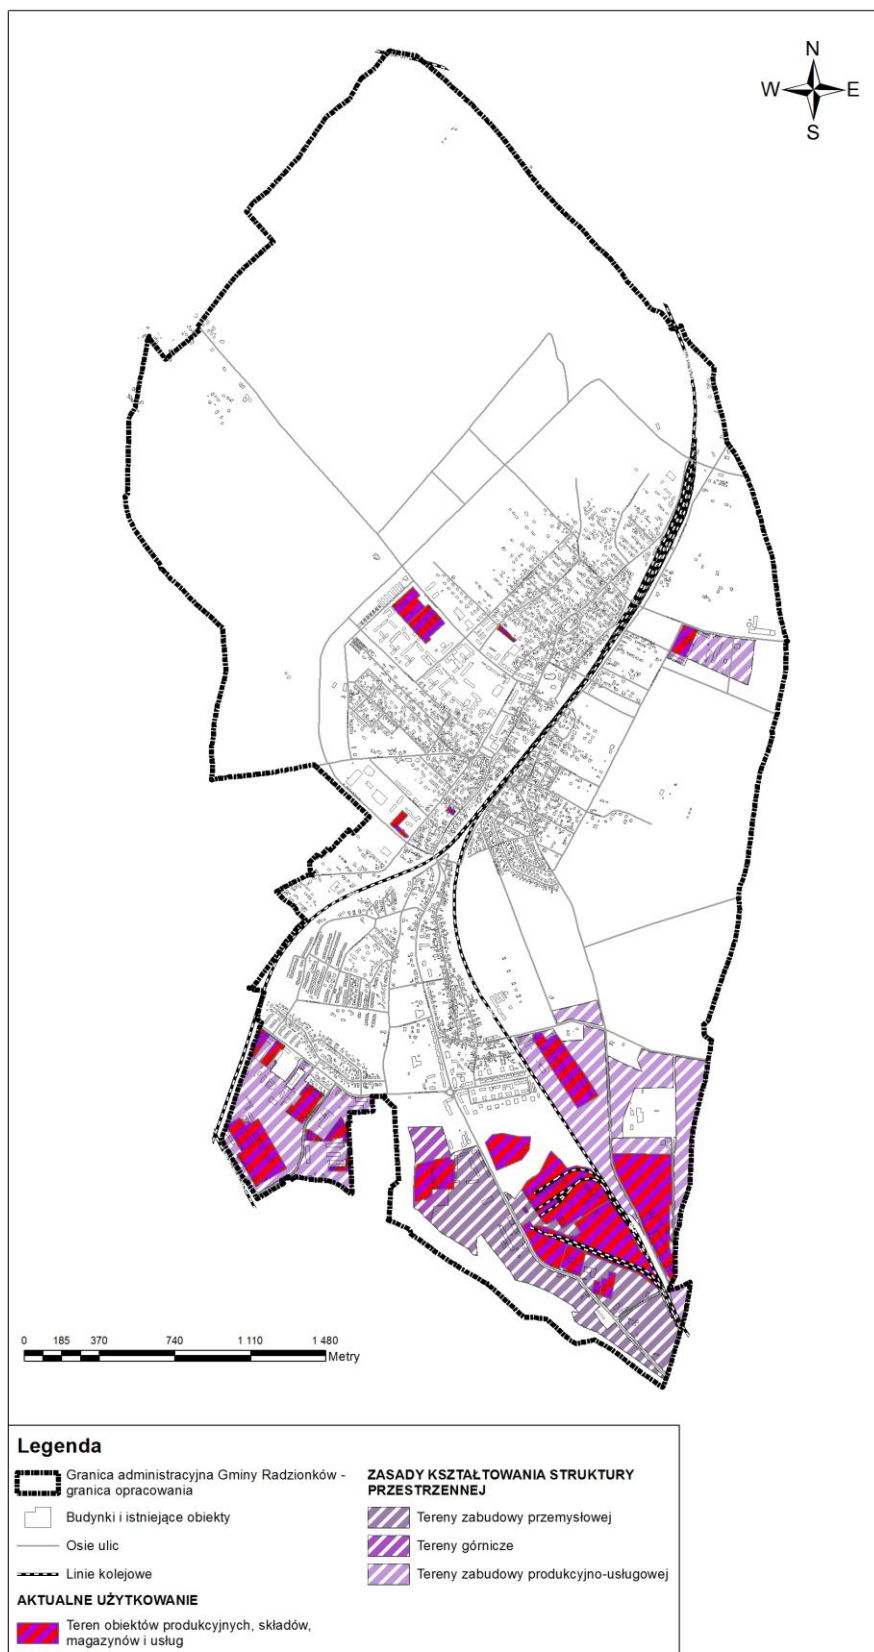 N
W E
S
0 185 370 740 1 110 1 480
Metry
Legenda
Granica administracyjna Gminy Radzionków -
granica opracowania
Budynki i istniejące obiekty
Osie ulic
Linie kolejowe
AKTUALNE UŻYTKOWANIE
Teren obiektów produkcyjnych, składów,
magazynów i usług
ZASADY KSZTAŁTOWANIA STRUKTURY
PRZESTRZENNEJ
Tereny zabudowy przemysłowej
Tereny górnicze
Tereny zabudowy produkcyjno-usługowej